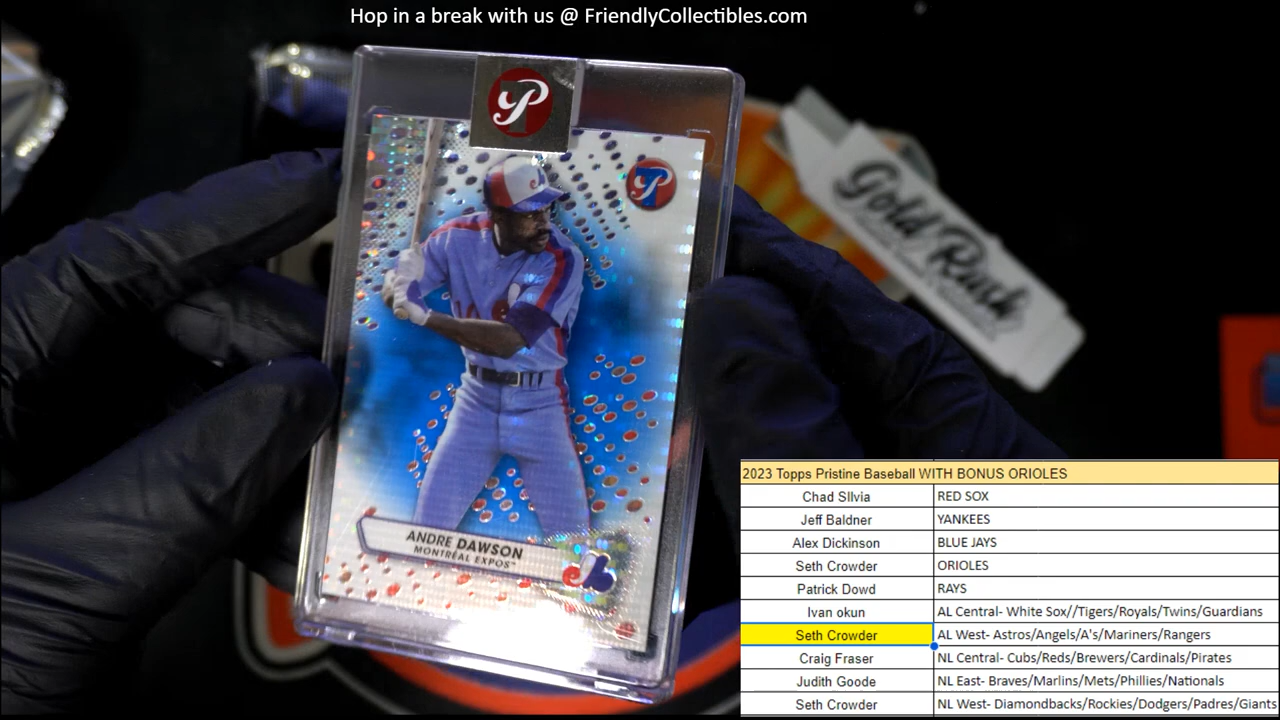 Hop in a break with us @ FriendlyCollectibles.com
P
P
Gold Rush
ANDRE DAWSON
MONTRÉAL EXPOS™
2023 Topps Pristine Baseball WITH BONUS ORIOLES
Chad SIlvia RED SOX
Jeff Baldner YANKEES
Alex Dickinson BLUE JAYS
Seth Crowder ORIOLES
Patrick Dowd RAYS
Ivan okun AL Central- White Sox//Tigers/Royals/Twins/Guardians
Seth Crowder AL West- Astros/Angels/A's/Mariners/Rangers
Craig Fraser NL Central- Cubs/Reds/Brewers/Cardinals/Pirates
Judith Goode NL East- Braves/Marlins/Mets/Phillies/Nationals
Seth Crowder NL West- Diamondbacks/Rockies/Dodgers/Padres/Giants